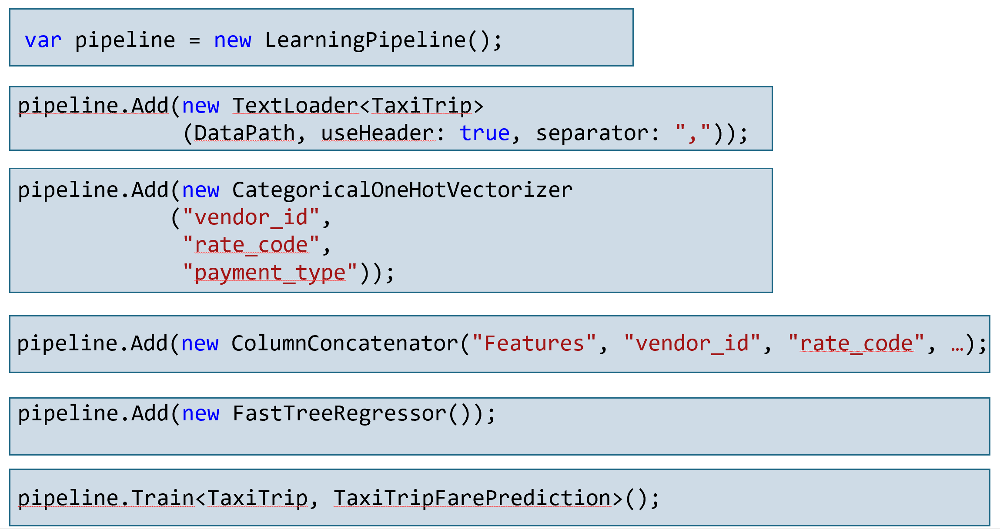 var pipeline = new LearningPipeline();
pipeline.Add(new TextLoader<TaxiTrip>
(DataPath, useHeader: true, separator: ","));
pipeline.Add(new CategoricalOneHotVectorizer
("vendor_id",
"rate_code",
"payment_type"));
pipeline.Add(new ColumnConcatenator("Features", "vendor_id", "rate_code", …);
pipeline.Add(new FastTreeRegressor());
pipeline.Train<TaxiTrip, TaxiTripFarePrediction>();